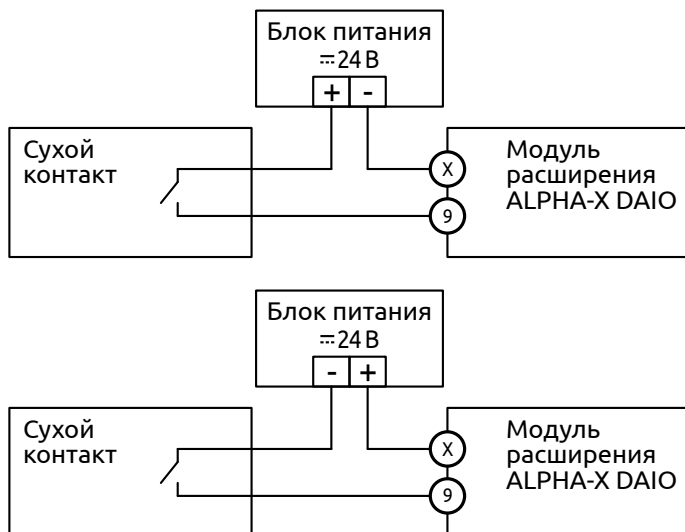 Блок питания
⎓24 В
+ -
Сухой
контакт
X
9
Модуль
расширения
ALPHA-X DAIO
Блок питания
⎓24 В
- +
Сухой
контакт
X
9
Модуль
расширения
ALPHA-X DAIO